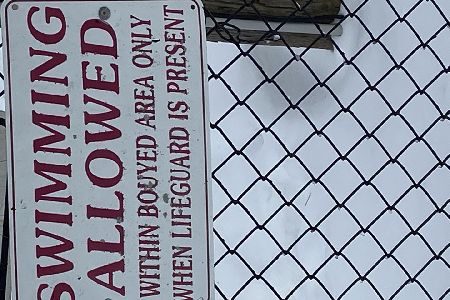 SWIMMING
ALLOWED
WITHIN BOUYED AREA ONLY
WHEN LIFEGUARD IS PRESENT